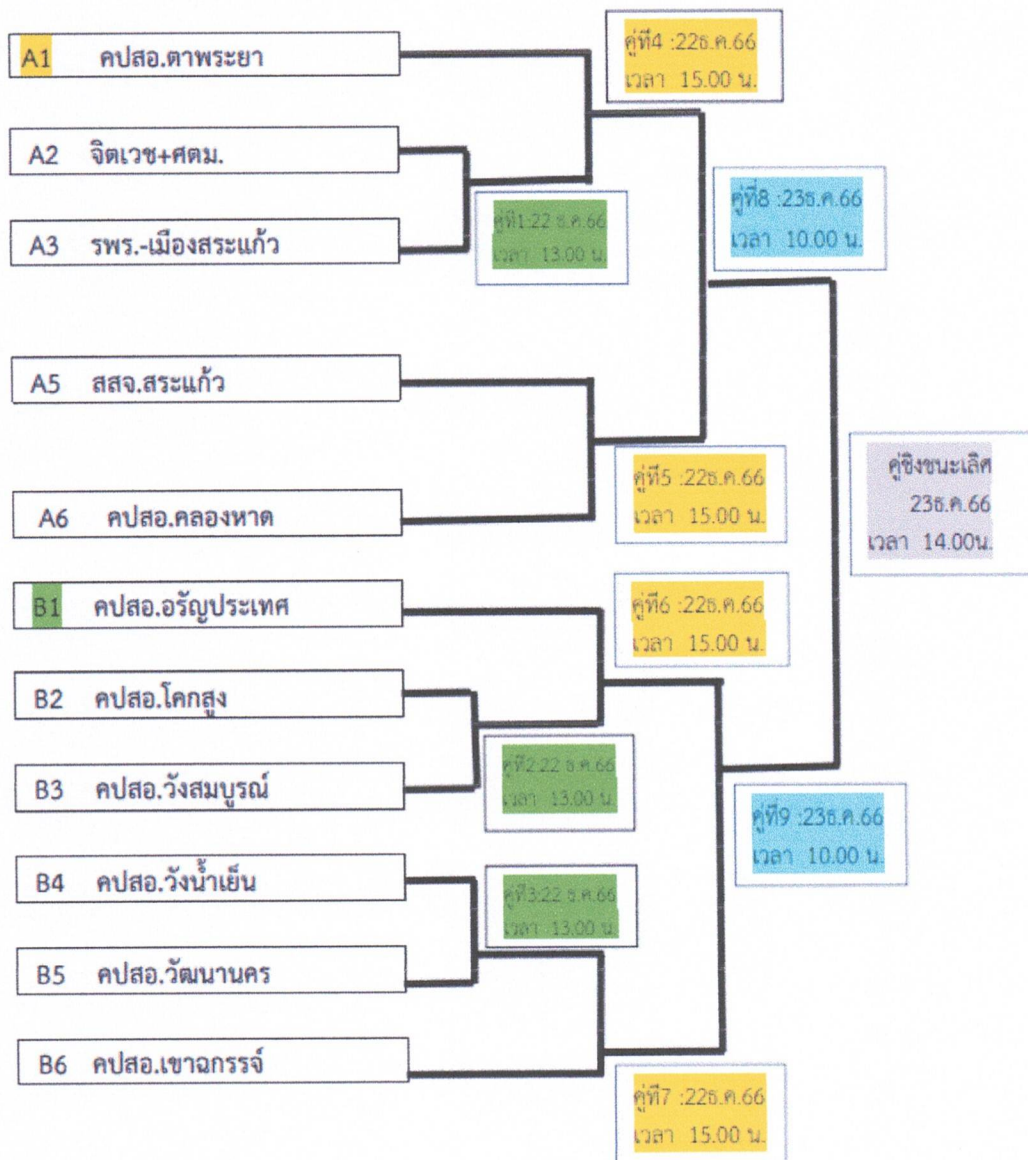 A1 คปสอ.ตาพระยา
คู่ที่4 :22ธ.ค.66
เวลา 15.00 น.
A2 จิตเวช+ศตม.
คู่ที่1:22 ธ.ค.66
เวลา 13.00 น.
A3 รพร.-เมืองสระแก้ว
คู่ที่8 :23ธ.ค.66
เวลา 10.00 น.
A5 สสจ.สระแก้ว
คู่ที่5 :22ธ.ค.66
เวลา 15.00 น.
A6 คปสอ.คลองหาด
คู่ชิงชนะเลิศ
23ธ.ค.66
เวลา 14.00น.
B1 คปสอ.อรัญประเทศ
คู่ที่6 :22ธ.ค.66
เวลา 15.00 น.
B2 คปสอ.โคกสูง
คู่ที่2:22 ธ.ค.66
เวลา 13.00 น.
B3 คปสอ.วังสมบูรณ์
คู่ที่9 :23ธ.ค.66
เวลา 10.00 น.
B4 คปสอ.วังน้ำเย็น
คู่ที่3:22 ธ.ค.66
เวลา 13.00 น.
B5 คปสอ.วัฒนานคร
B6 คปสอ.เขาฉกรรจ์
คู่ที่7 :22ธ.ค.66
เวลา 15.00 น.